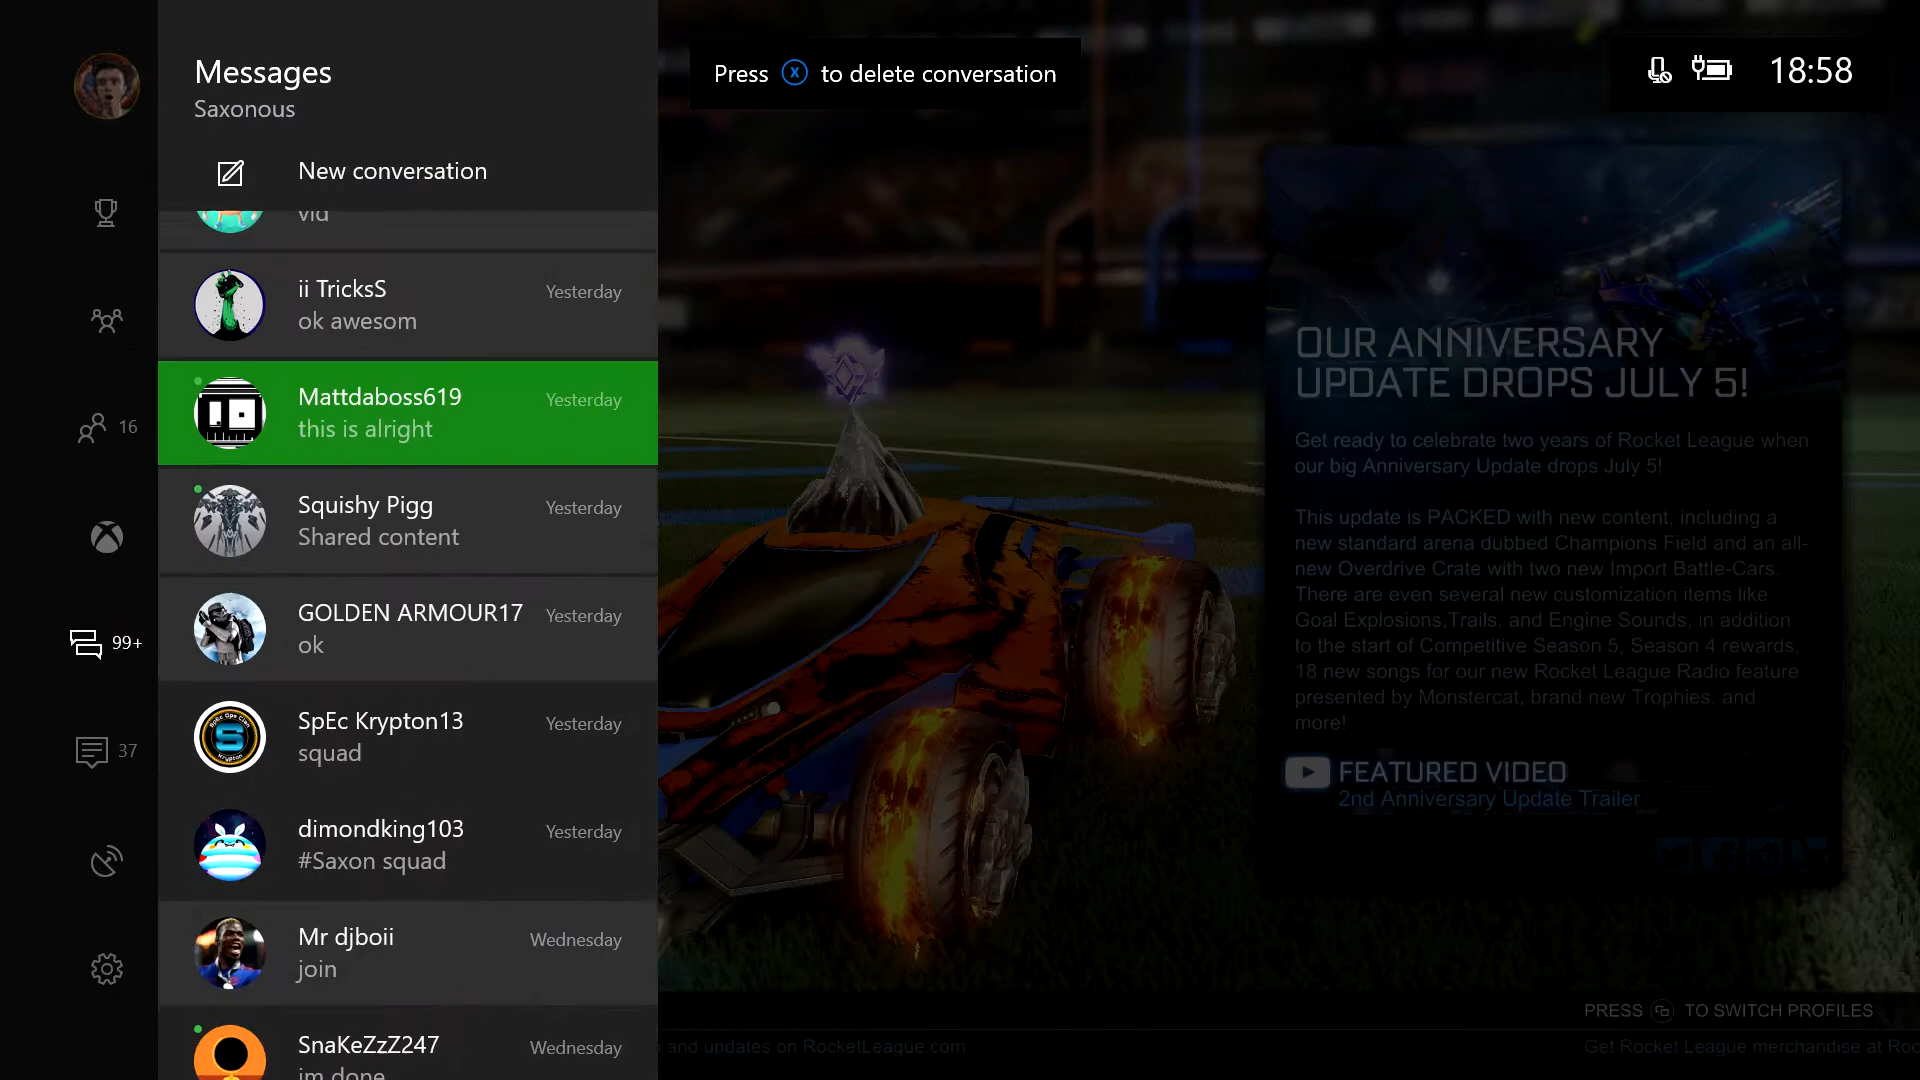 Messages
Saxonous
New conversation
vid
ii TricksS
Yesterday
ok awesom
Mattdaboss619
Yesterday
this is alright
Squishy Pigg
Yesterday
Shared content
GOLDEN ARMOUR17
Yesterday
ok
SpEc Krypton13
Yesterday
squad
dimondking103
Yesterday
#Saxon squad
Mr djboii
Wednesday
join
SnaKeZzZ247
Wednesday
im done
16
99+
37
Press X to delete conversation
18:58
OUR ANNIVERSARY
UPDATE DROPS JULY 5!
Get ready to celebrate two years of Rocket League when
our big Anniversary Update drops July 5!
This update is PACKED with new content, including a
new standard arena dubbed Champions Field and an all-
new Overdrive Crate with two new Import Battle-Cars.
There are even several new customization items like
Goal Explosions,Trails, and Engine Sounds, in addition
to the start of Competitive Season 5, Season 4 rewards,
18 new songs for our new Rocket League Radio feature
presented by Monstercat, brand new Trophies. and
more!
FEATURED VIDEO
2nd Anniversary Update Trailer
PRESS TO SWITCH PROFILES
and updates on RocketLeague.com
Get Rocket League merchandise at